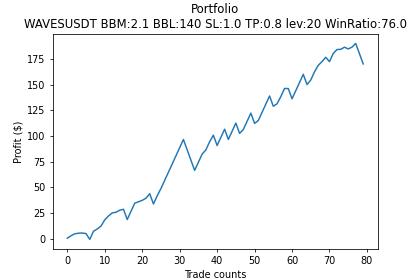 Portfolio
WAVESUSDT BBM:2.1 BBL:140 SL:1.0 TP:0.8 lev:20 WinRatio:76.0
Profit ($)
175
150
125
100
75
50
25
0
0 10 20 30 40 50 60 70 80
Trade counts